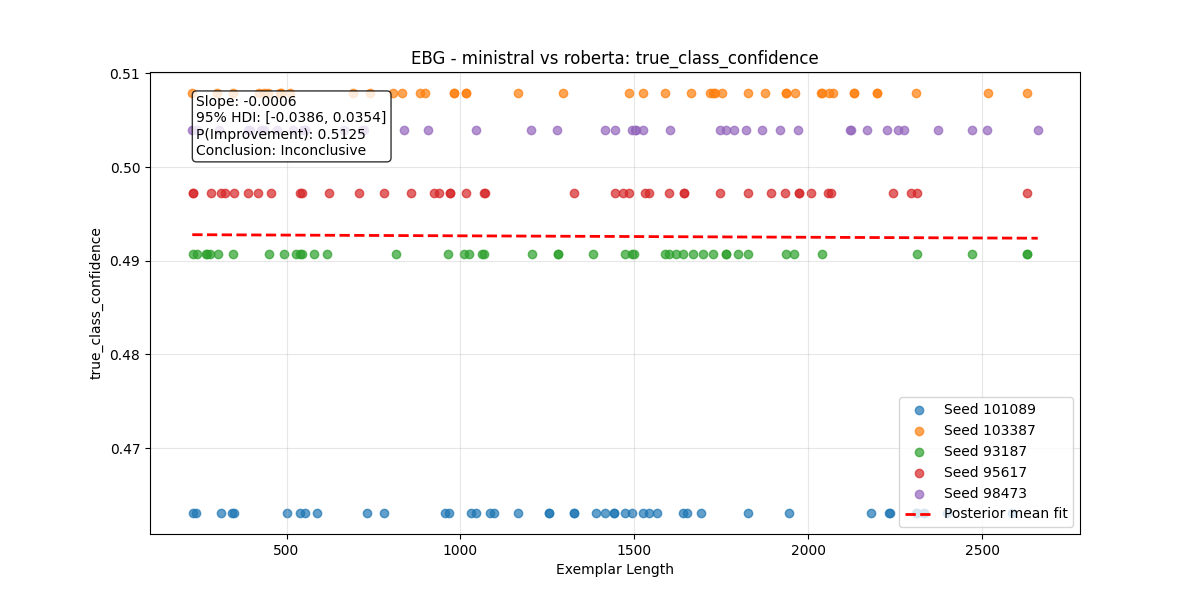 EBG - ministral vs roberta: true_class_confidence
0.51
0.50
0.49
0.48
0.47
true_class_confidence
Slope: -0.0006
95% HDI: [-0.0386, 0.0354]
P(Improvement): 0.5125
Conclusion: Inconclusive
Seed 101089
Seed 103387
Seed 93187
Seed 95617
Seed 98473
Posterior mean fit
500
1000
1500
2000
2500
Exemplar Length